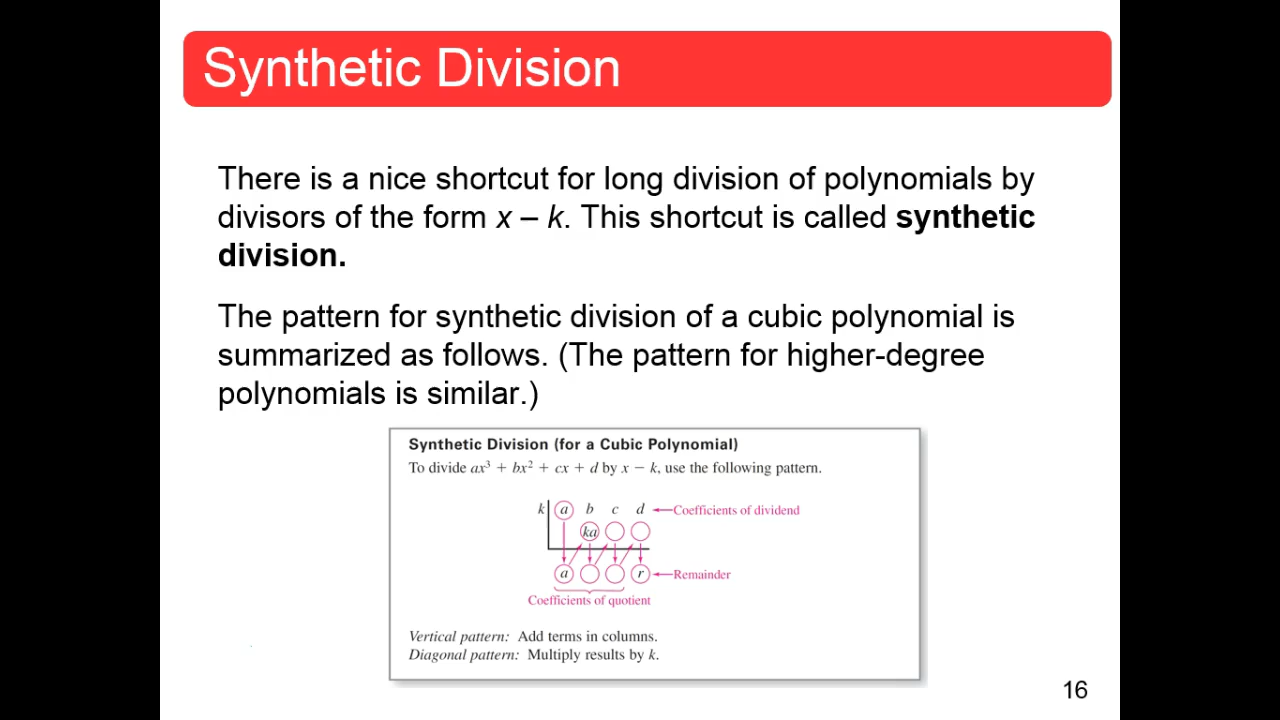 Synthetic Division
There is a nice shortcut for long division of polynomials by
divisors of the form x – k. This shortcut is called synthetic
division.
The pattern for synthetic division of a cubic polynomial is
summarized as follows. (The pattern for higher-degree
polynomials is similar.)
Synthetic Division (for a Cubic Polynomial)
To divide ax³ + bx² + cx + d by x − k, use the following pattern.
k a b c d Coefficients of dividend
ka
a r Remainder
Coefficients of quotient
Vertical pattern: Add terms in columns.
Diagonal pattern: Multiply results by k.
16